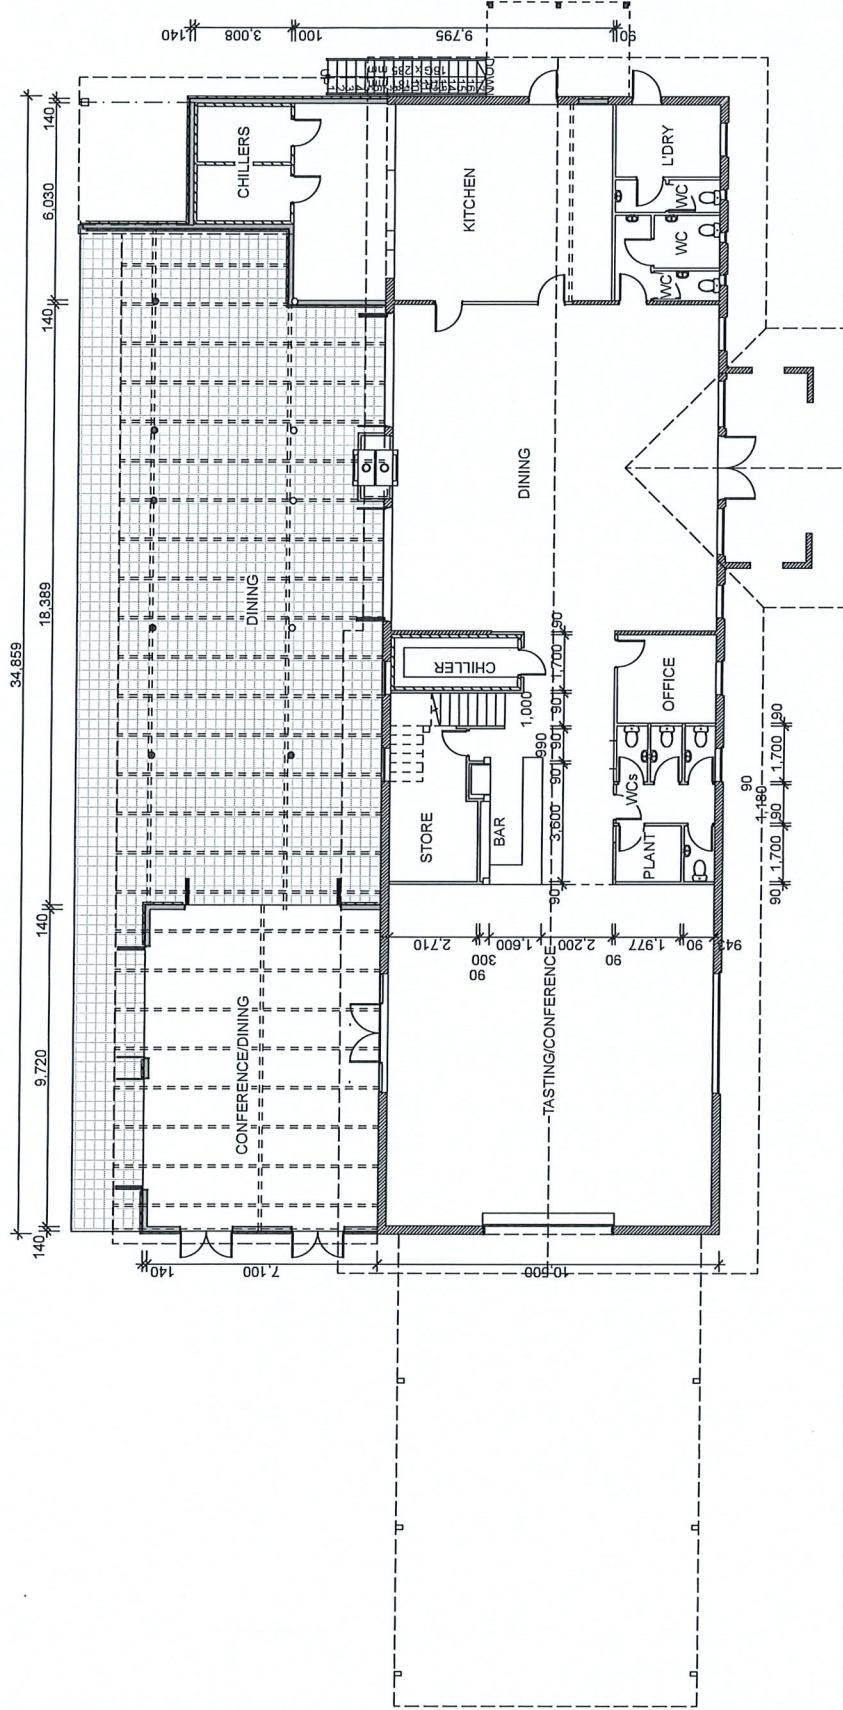 140
3,008
100
9,795
90
140
6,030
140
18,389
34,859
140
9,720
140
CHILLERS
KITCHEN
L'DRY
WC
WC
WC
DINING
DINING
CHILLER
OFFICE
STORE
BAR
WCs
PLANT
90
1,700
90
1,000
90
990
90
3,600
90
90
1,700
90
1,180
90
1,700
90
2,710
90
300
1,600
2,200
90
1,977
90
943
CONFERENCE/DINING
TASTING/CONFERENCE
140
7,100
10,600